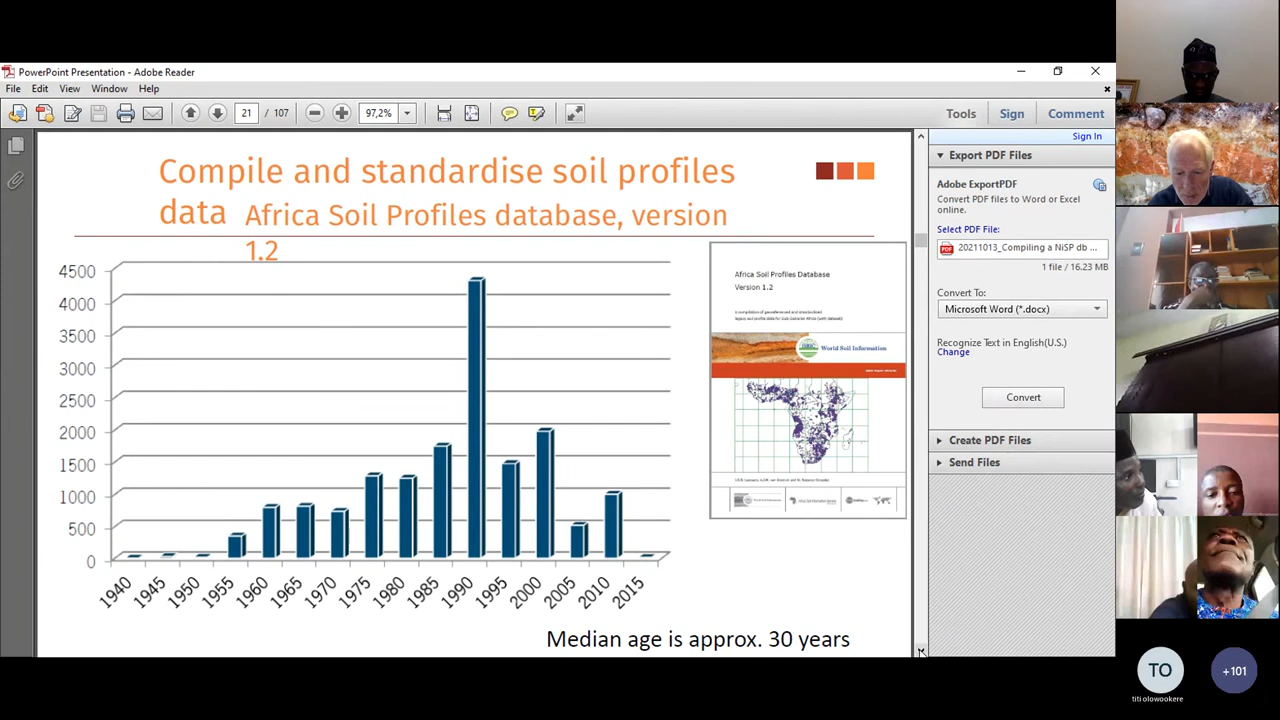 PowerPoint Presentation - Adobe Reader
File Edit View Window Help
21 / 107 97,2% Tools Sign Comment
Sign In
Export PDF Files
Adobe ExportPDF
Convert PDF files to Word or Excel
online.
Select PDF File:
20211013_Compiling a NiSP db ...
1 file / 16.23 MB
Convert To:
Microsoft Word (*.docx)
Recognize Text in English(U.S.)
Change
Convert
Create PDF Files
Send Files
Compile and standardise soil profiles
data Africa Soil Profiles database, version
1.2
4500
4000
3500
3000
2500
2000
1500
1000
500
0
1940 1945 1950 1955 1960 1965 1970 1975 1980 1985 1990 1995 2000 2005 2010 2015
Africa Soil Profiles Database
Version 1.2
World Soil Information
Median age is approx. 30 years
TO +101
titi olowookere